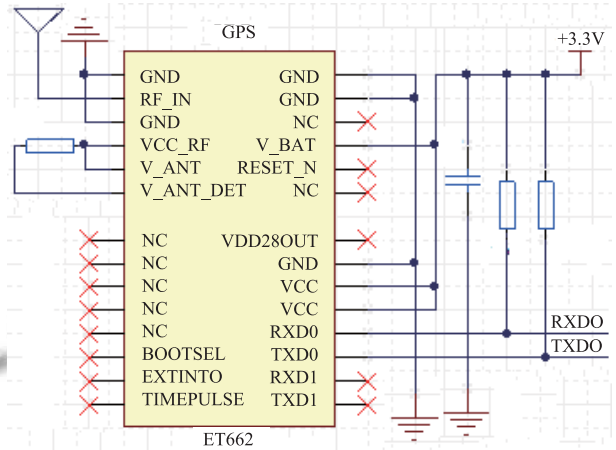 GPS
+3.3V
GND GND
RF_IN GND
GND NC
VCC_RF V_BAT
V_ANT RESET_N
V_ANT_DET NC
NC VDD28OUT
NC GND
NC VCC
NC VCC
NC RXD0
RXDO
BOOTSEL TXD0
TXDO
EXTINTO RXD1
TIMEPULSE TXD1
ET662